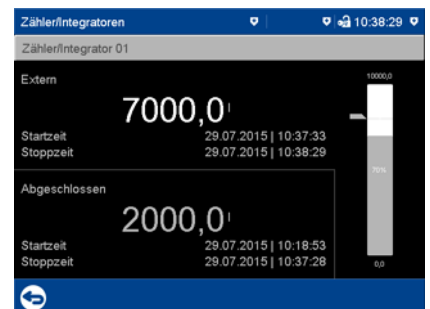 Zähler/Integratoren 10:38:29
Zähler/Integrator 01
Extern 10000,0
7000,0 l
Startzeit 29.07.2015 | 10:37:33
Stoppzeit 29.07.2015 | 10:38:29
70%
Abgeschlossen
2000,0 l
Startzeit 29.07.2015 | 10:18:53
Stoppzeit 29.07.2015 | 10:37:28
0,0